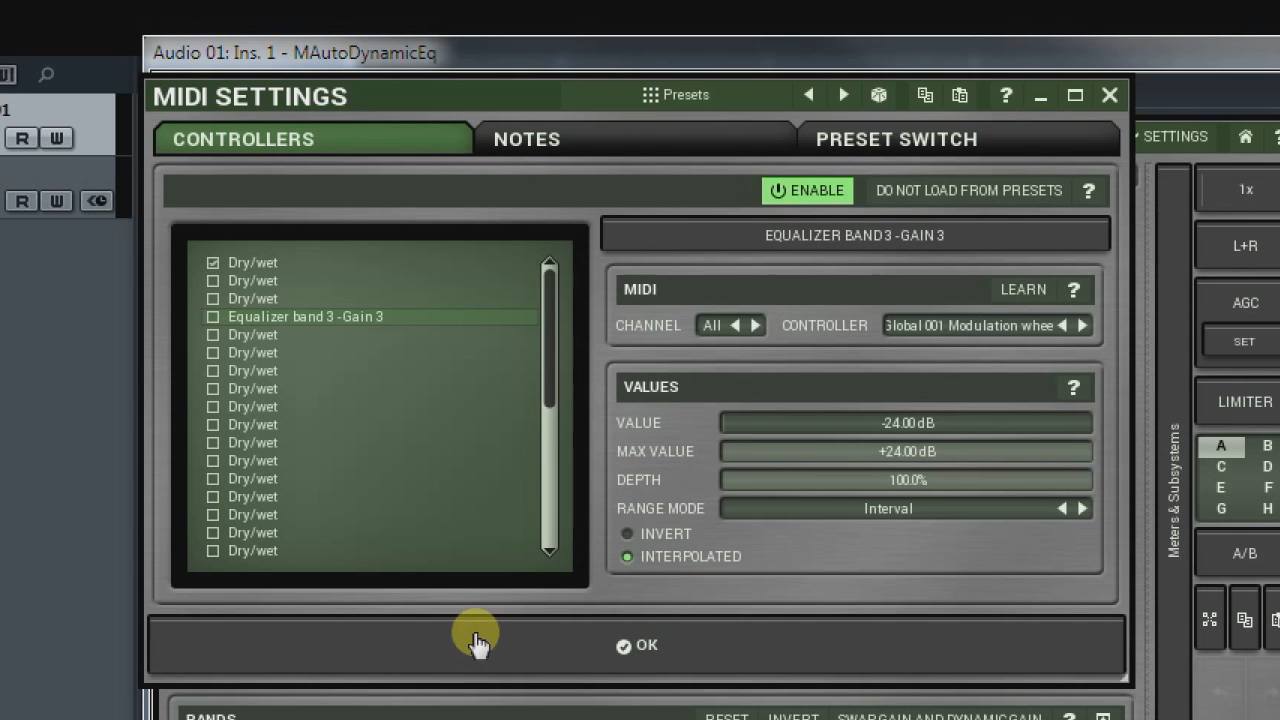 Audio 01: Ins. 1 - MAutoDynamicEq
MIDI SETTINGS
Presets
?
CONTROLLERS
NOTES
PRESET SWITCH
SETTINGS
R W
R W
ENABLE
DO NOT LOAD FROM PRESETS
?
EQUALIZER BAND 3 - GAIN 3
Dry/wet
Dry/wet
Dry/wet
Equalizer band 3 - Gain 3
Dry/wet
Dry/wet
Dry/wet
Dry/wet
Dry/wet
Dry/wet
Dry/wet
Dry/wet
Dry/wet
Dry/wet
Dry/wet
Dry/wet
Dry/wet
MIDI
LEARN
?
CHANNEL
All
CONTROLLER
Global 001 Modulation whee
VALUES
?
VALUE
-24.00 dB
MAX VALUE
+24.00 dB
DEPTH
100.0%
RANGE MODE
Interval
INVERT
INTERPOLATED
OK
Meters & Subsystems
1x
L+R
AGC
SET
LIMITER
A B
C D
E F
G H
A/B
BANDS
RESET
INVERT
SWAP GAIN AND DYNAMIC GAIN
?